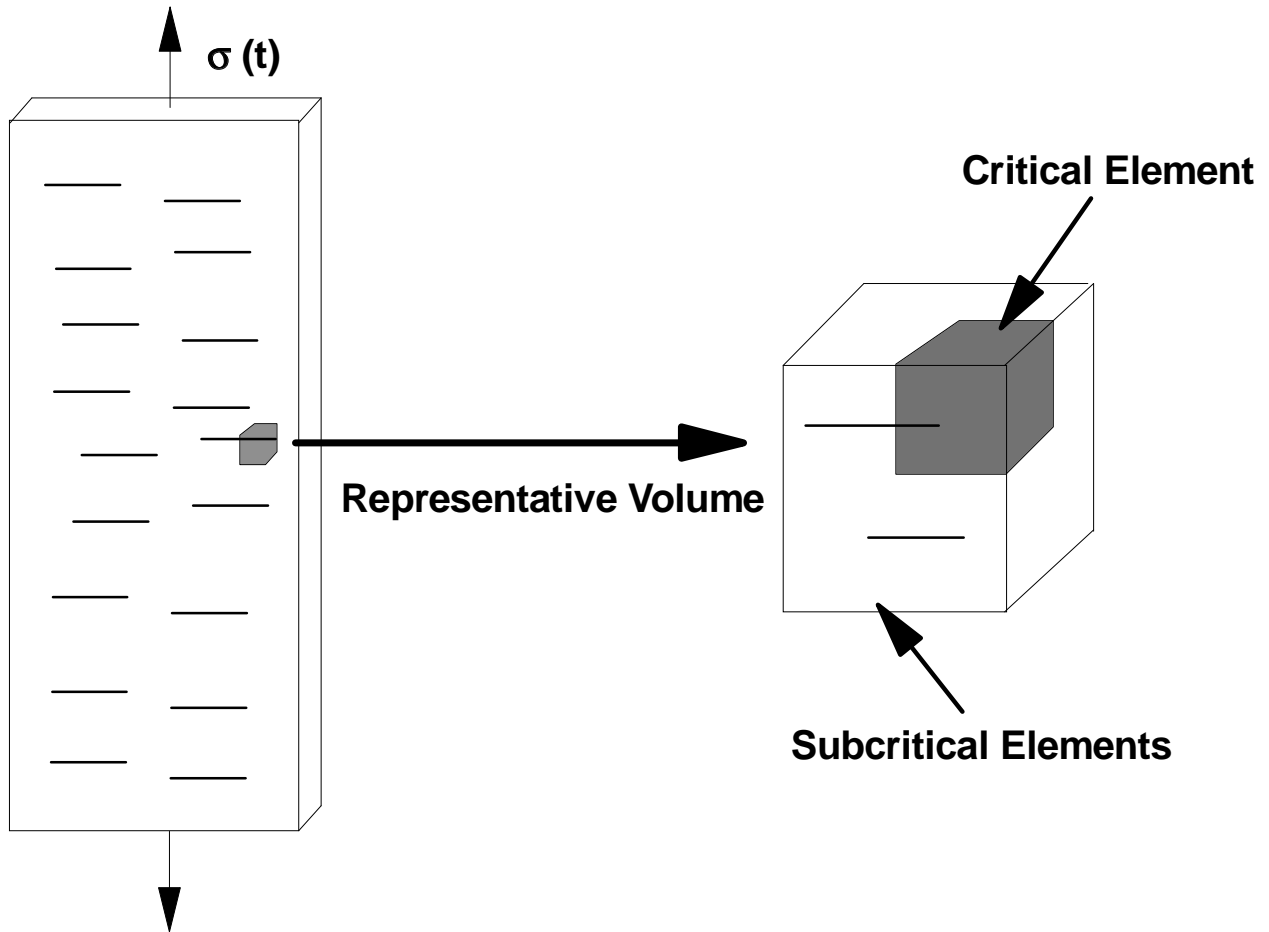 σ (t)
Critical Element
Representative Volume
Subcritical Elements